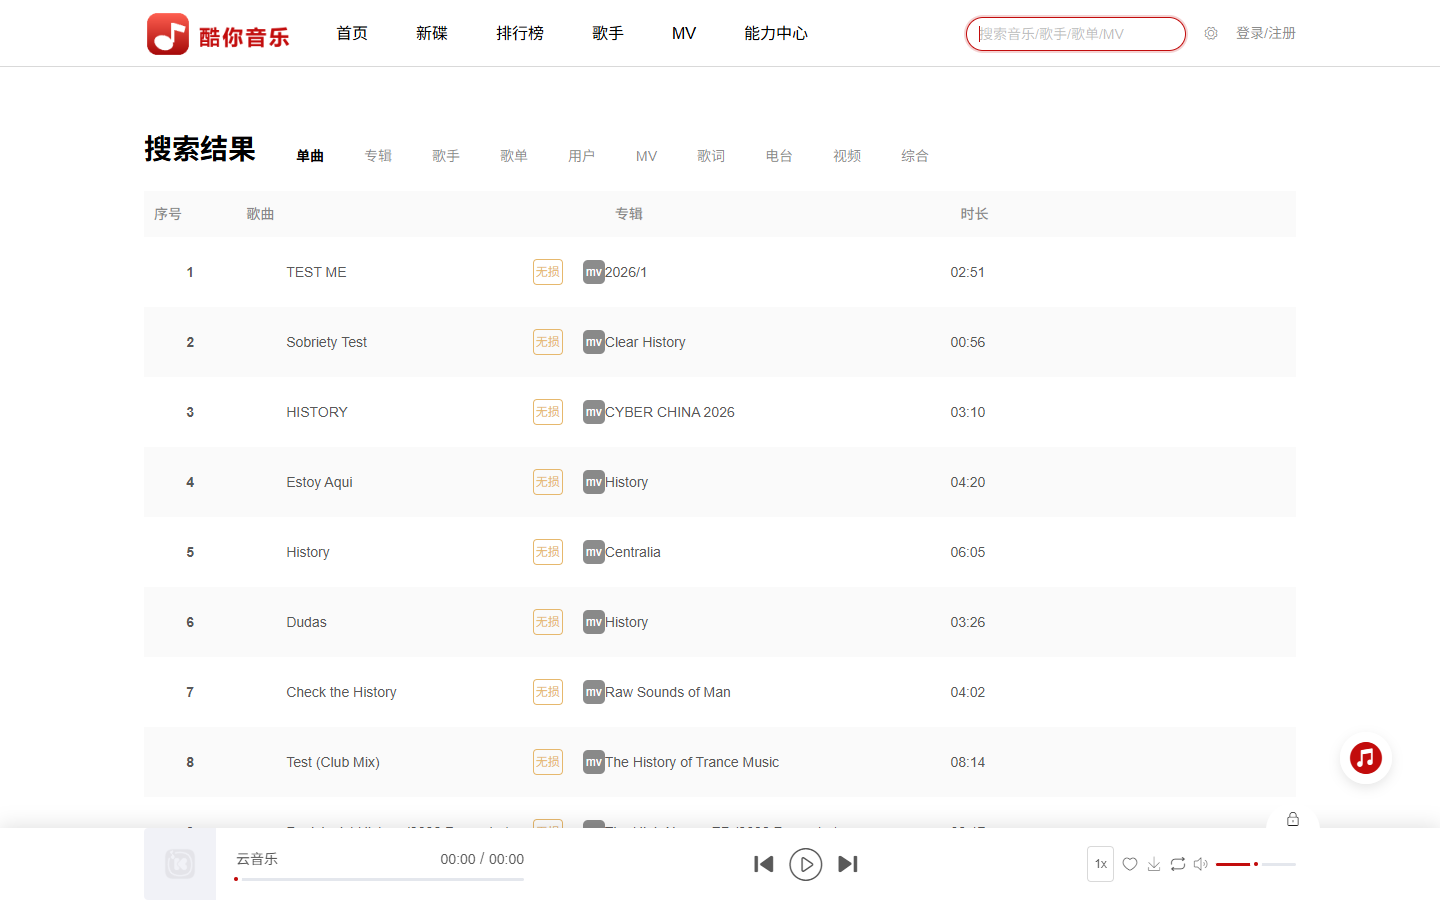 酷你音乐 首页 新碟 排行榜 歌手 MV 能力中心 搜索音乐/歌手/歌单/MV 登录/注册
搜索结果 单曲 专辑 歌手 歌单 用户 MV 歌词 电台 视频 综合
序号 歌曲 专辑 时长
1 TEST ME 无损 mv 2026/1 02:51
2 Sobriety Test 无损 mv Clear History 00:56
3 HISTORY 无损 mv CYBER CHINA 2026 03:10
4 Estoy Aqui 无损 mv History 04:20
5 History 无损 mv Centralia 06:05
6 Dudas 无损 mv History 03:26
7 Check the History 无损 mv Raw Sounds of Man 04:02
8 Test (Club Mix) 无损 mv The History of Trance Music 08:14
云音乐 00:00 / 00:00 1x